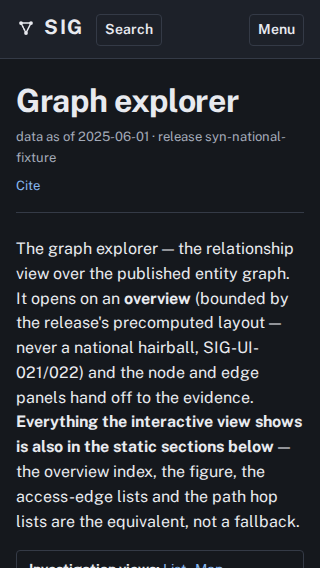 SIG Search Menu
Graph explorer
data as of 2025-06-01 · release syn-national-
fixture
Cite
The graph explorer — the relationship
view over the published entity graph.
It opens on an overview (bounded by
the release's precomputed layout —
never a national hairball, SIG-UI-
021/022) and the node and edge
panels hand off to the evidence.
Everything the interactive view shows
is also in the static sections below —
the overview index, the figure, the
access-edge lists and the path hop
lists are the equivalent, not a fallback.
Investigation views: List Map